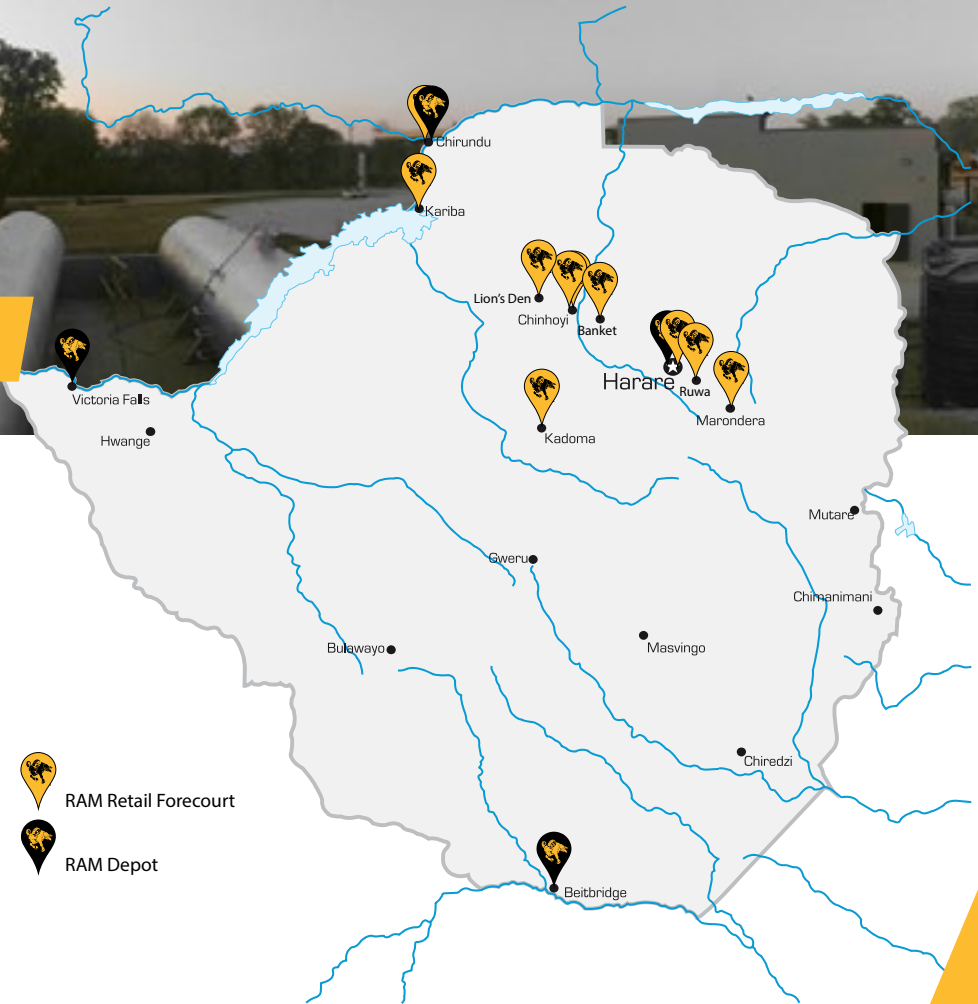 Chirundu
Kariba
Lion's Den
Chinhoyi
Banket
Harare
Ruwa
Marondera
Kadoma
Victoria Falls
Hwange
Mutare
Gweru
Chimanimani
Bulawayo
Masvingo
Chiredzi
Beitbridge
RAM Retail Forecourt
RAM Depot